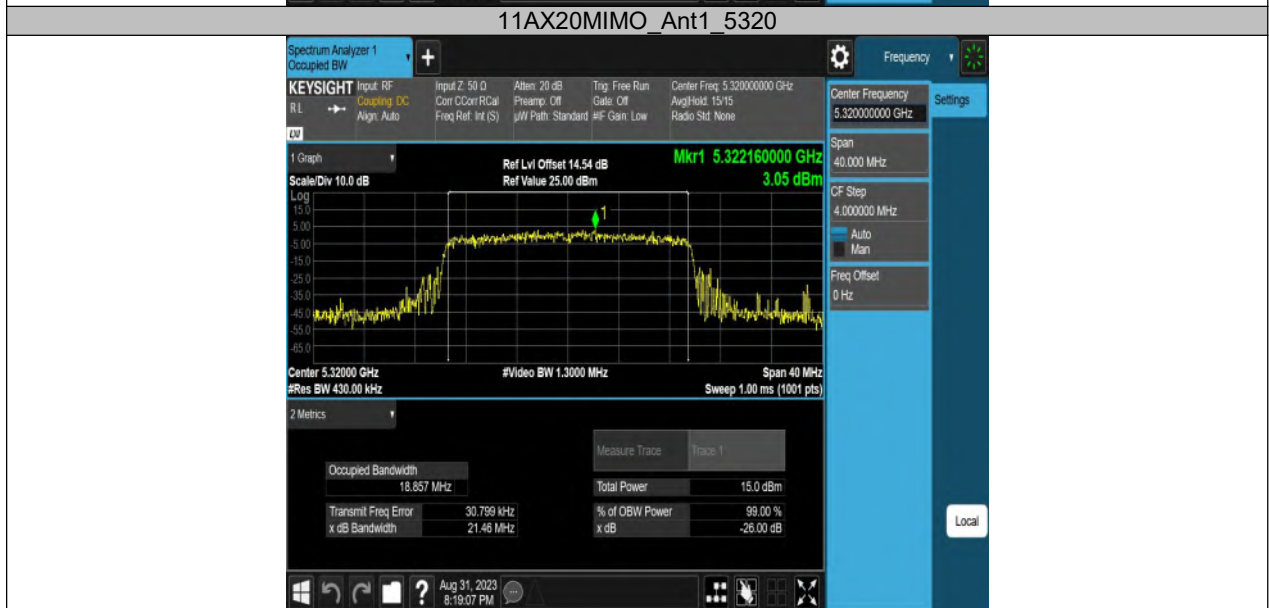 11AX20MIMO_Ant1_5320
Spectrum Analyzer 1
Occupied BW
+
Frequency
KEYSIGHT
RL
LXI
Input: RF
Coupling: DC
Align: Auto
Input Z: 50 Ω
Corr CCorr RCal
Freq Ref: Int (S)
Atten: 20 dB
Preamp: Off
µW Path: Standard
Trig: Free Run
Gate: Off
#IF Gain: Low
Center Freq: 5.320000000 GHz
Avg|Hold: 15/15
Radio Std: None
Center Frequency
5.320000000 GHz
Settings
Span
40.000 MHz
CF Step
4.000000 MHz
Auto
Man
Freq Offset
0 Hz
Local
1 Graph
Scale/Div 10.0 dB
Ref Lvl Offset 14.54 dB
Ref Value 25.00 dBm
Mkr1 5.322160000 GHz
3.05 dBm
Log
15.0
5.00
-5.00
-15.0
-25.0
-35.0
-45.0
-55.0
-65.0
1
Center 5.32000 GHz
#Res BW 430.00 kHz
#Video BW 1.3000 MHz
Span 40 MHz
Sweep 1.00 ms (1001 pts)
2 Metrics
Measure Trace Trace 1
Occupied Bandwidth
18.857 MHz
Total Power 15.0 dBm
Transmit Freq Error 30.799 kHz
% of OBW Power 99.00 %
x dB Bandwidth 21.46 MHz
x dB -26.00 dB
?
Aug 31, 2023
8:19:07 PM